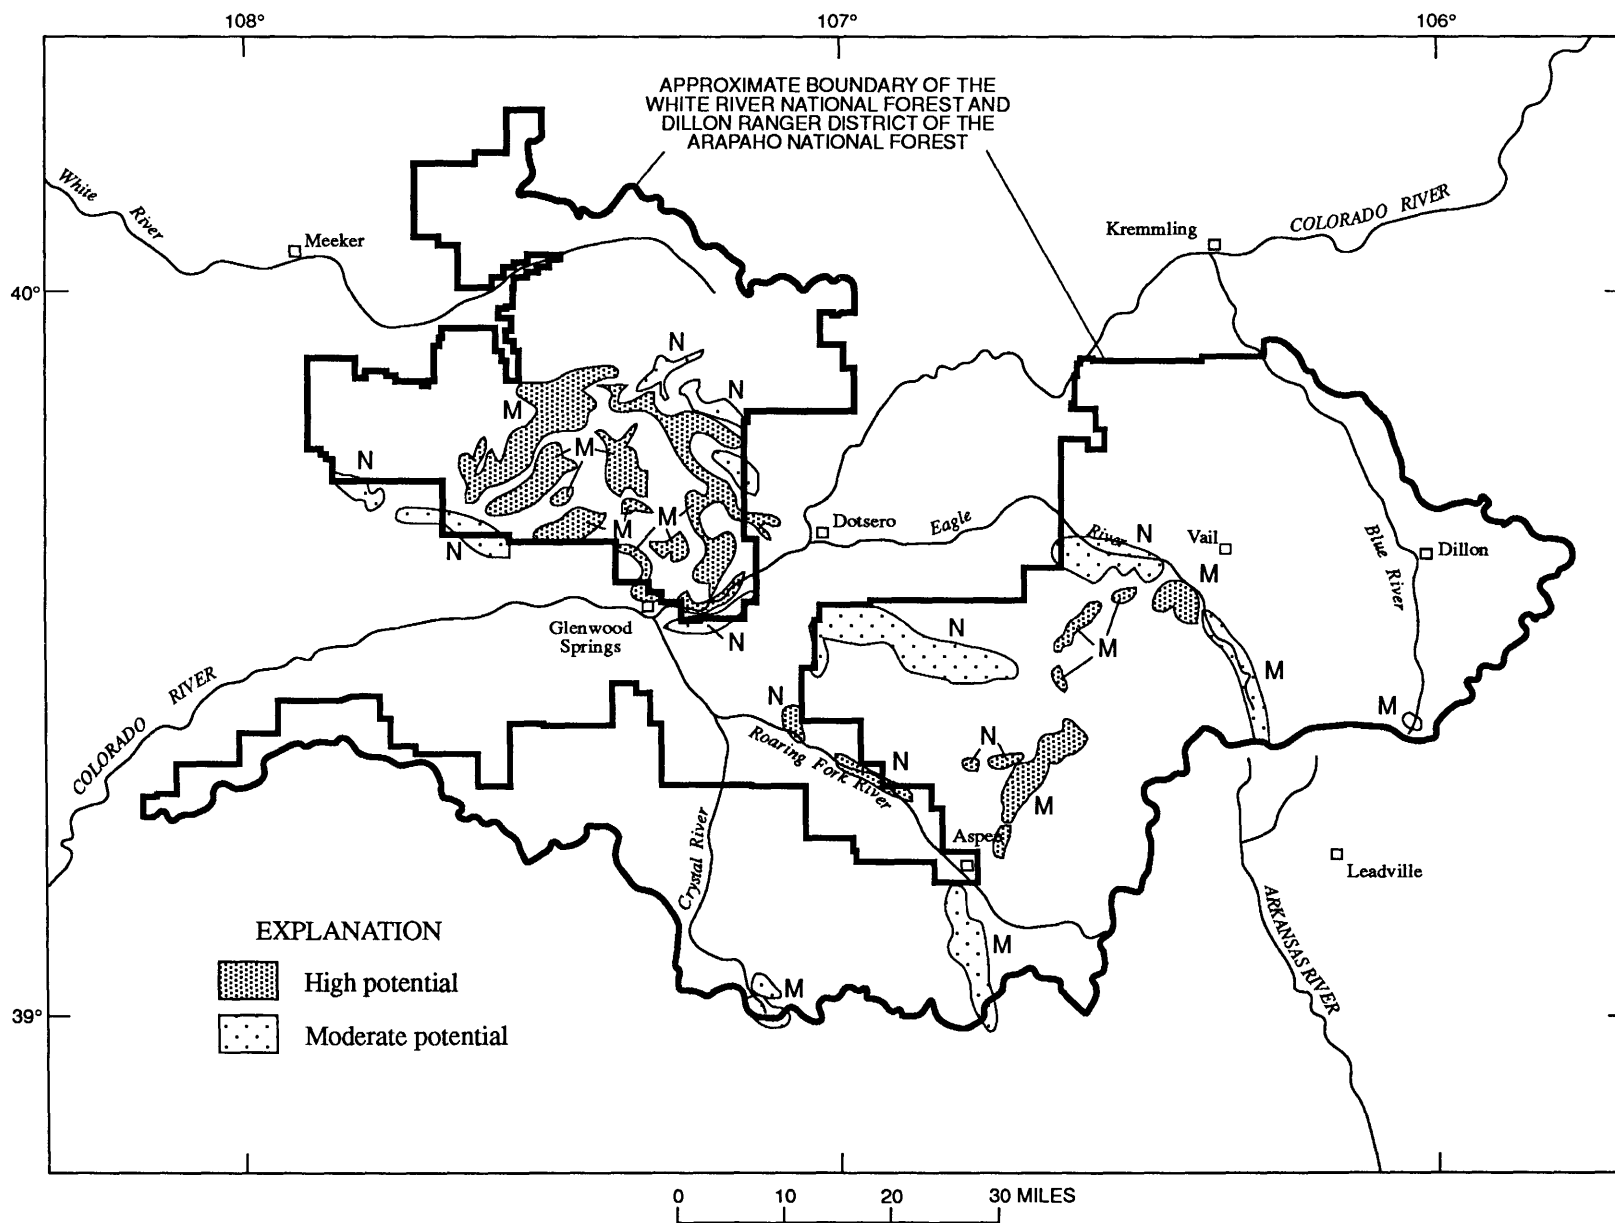 108°
107°
106°
APPROXIMATE BOUNDARY OF THE
WHITE RIVER NATIONAL FOREST AND
DILLON RANGER DISTRICT OF THE
ARAPAHO NATIONAL FOREST
White River
Meeker
Kremmling
COLORADO RIVER
40°
N
N
M
M
N
M
M
N
Dotsero
Eagle River
N
Vail
Blue River
Dillon
M
Glenwood
Springs
N
N
M
M
COLORADO RIVER
N
M
Roaring Fork River
N
N
M
Crystal River
Aspen
Leadville
ARKANSAS RIVER
M
M
EXPLANATION
High potential
Moderate potential
39°
0 10 20 30 MILES